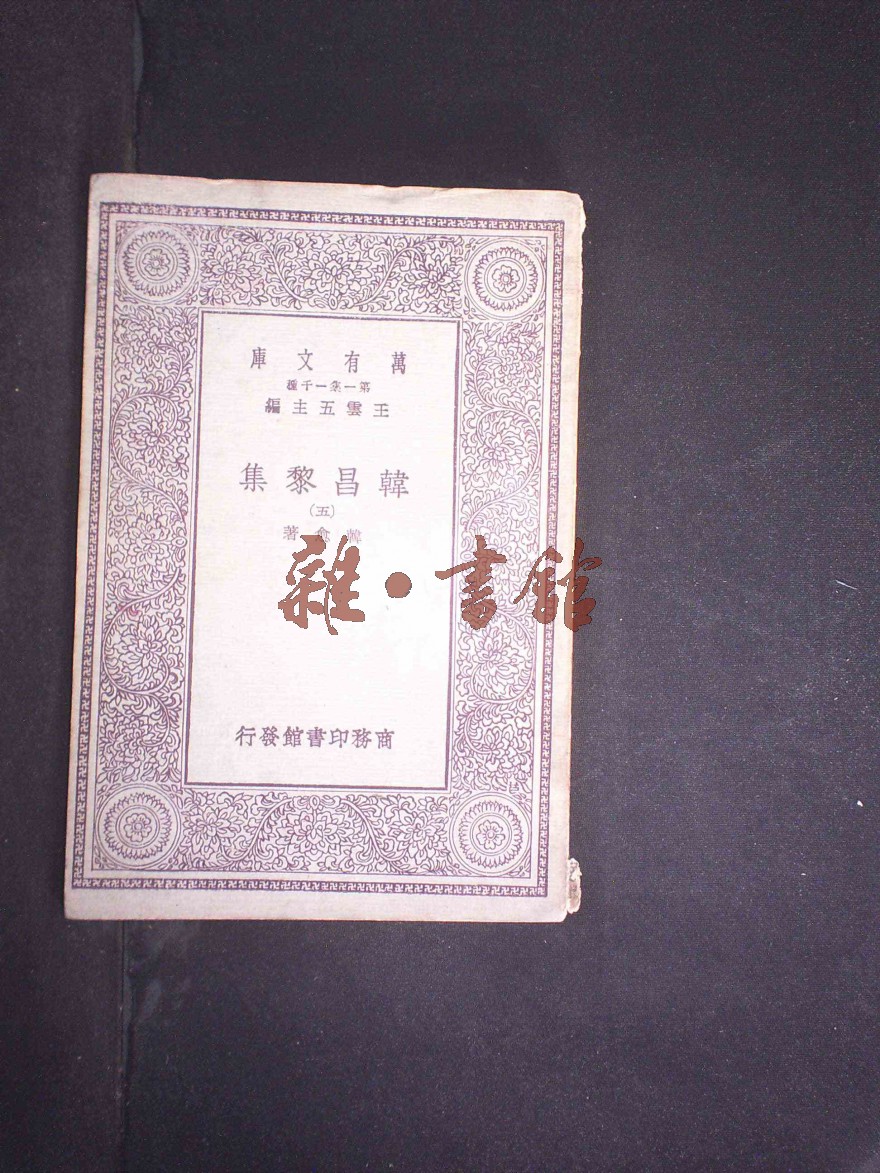 萬有文庫
第一集一千種
王雲五主編
韓昌黎集
(五)
韓愈著
雜·書館
商務印書館發行